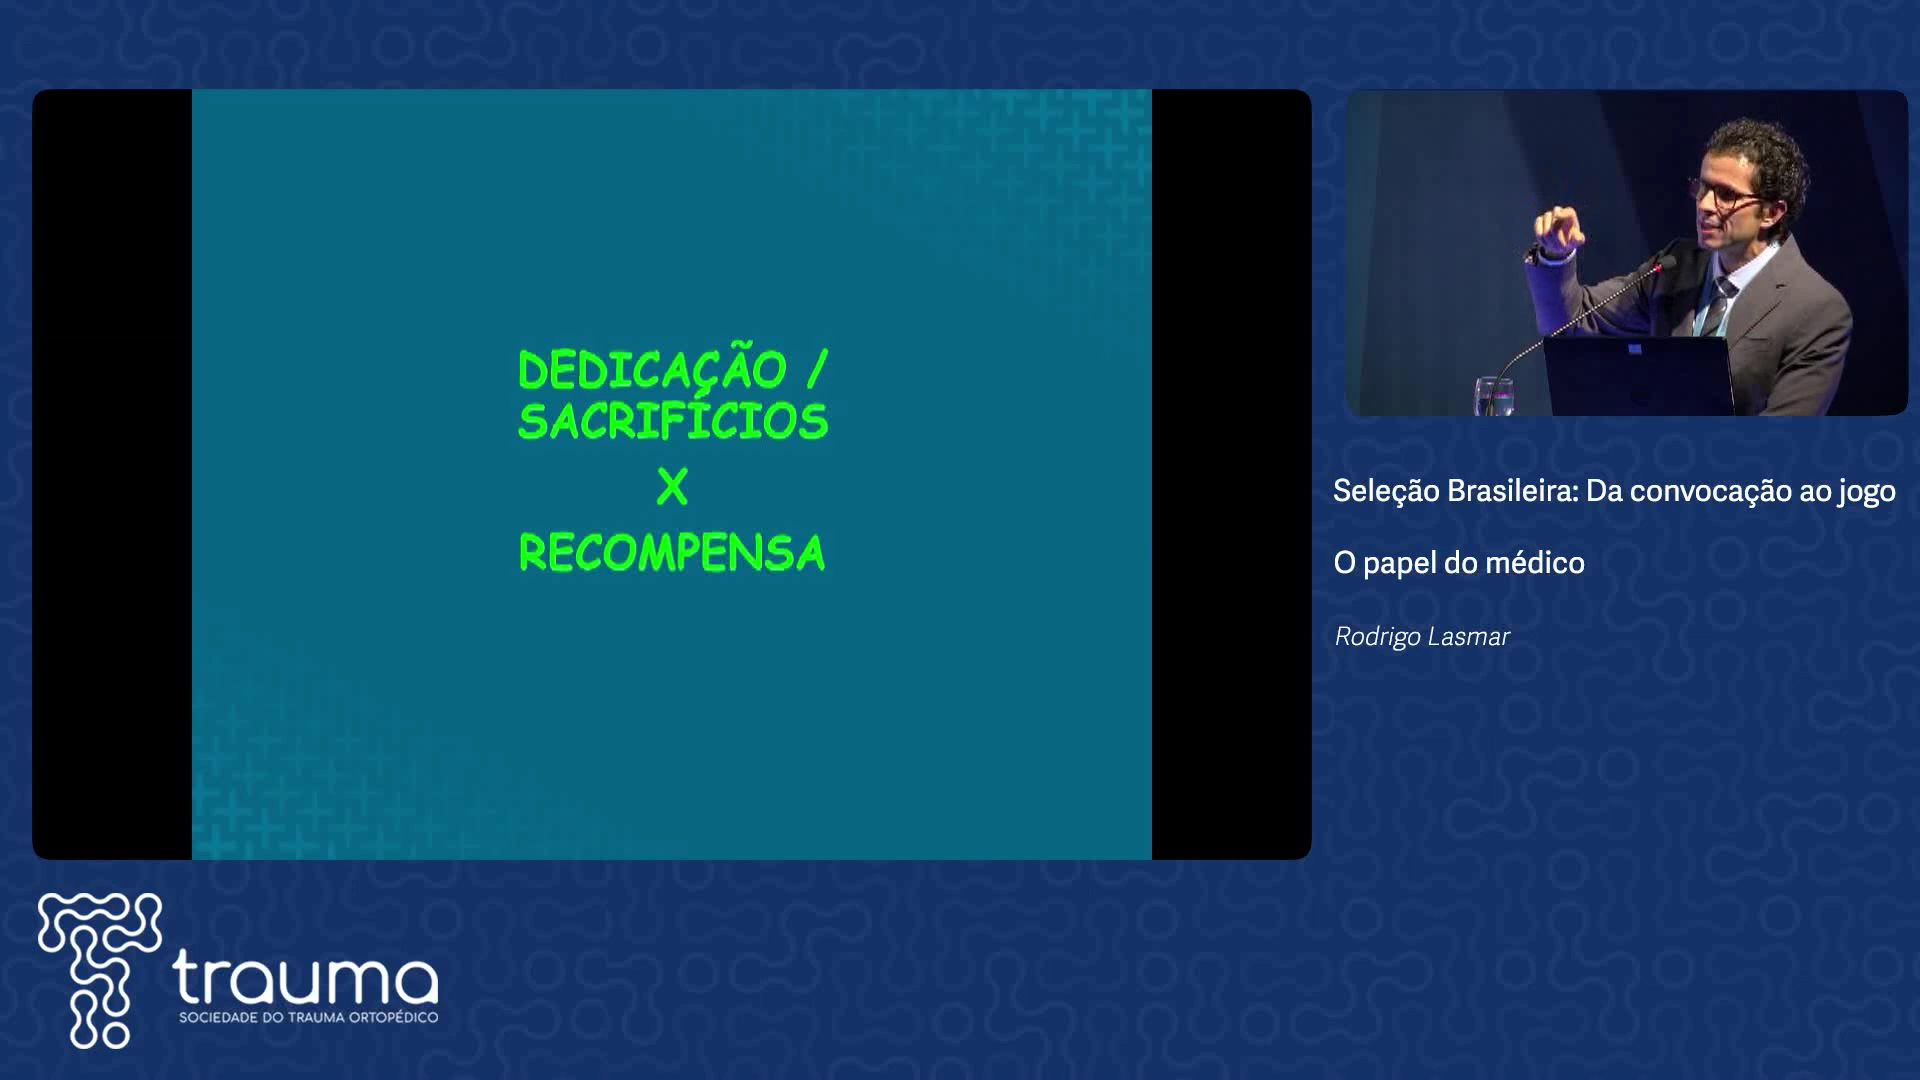 DEDICAÇÃO /
SACRIFÍCIOS
X
RECOMPENSA
Seleção Brasileira: Da convocação ao jogo
O papel do médico
Rodrigo Lasmar
trauma
SOCIEDADE DO TRAUMA ORTOPÉDICO